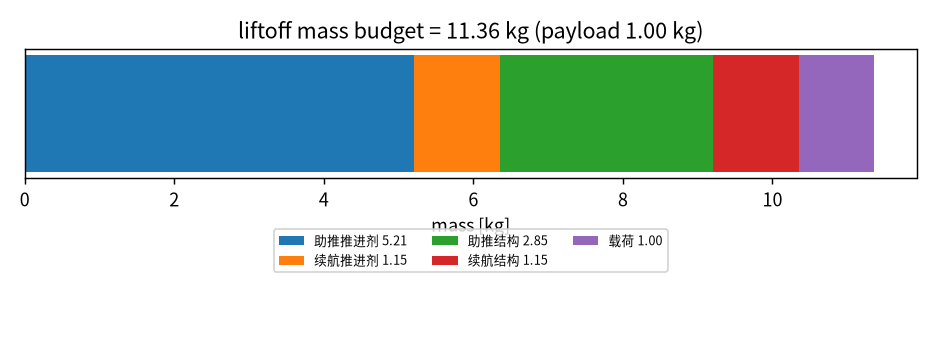 liftoff mass budget = 11.36 kg (payload 1.00 kg)
0 2 4 6 8 10
mass [kg]
助推推进剂 5.21 助推结构 2.85 载荷 1.00
续航推进剂 1.15 续航结构 1.15